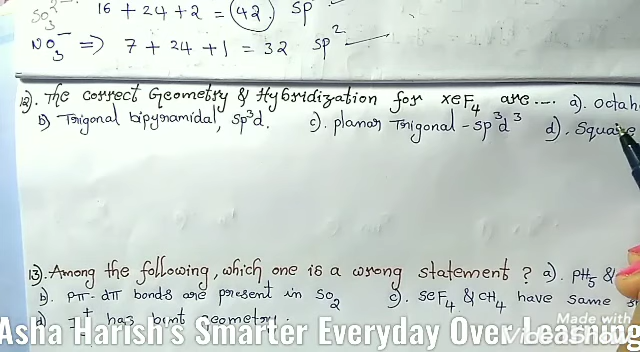 SO3 2-
16 + 24 + 2 = 42. SP
NO3 - => 7 + 24 + 1 = 32 SP2
12). The correct Geometry & Hybridization for XeF4 are.... a). octah
b) Trigonal bipyramidal, sp3d. c). planar Trigonal - sp3d3 d). Square
13). Among the following, which one is a wrong statement? a). PH5 &
b. pπ-dπ bonds are present in SO2 c). SeF4 & CH4 have same s
d) I3+ has bent geometry.
Asha Harish's Smarter Everyday Over Learning
Made with
VideoShow